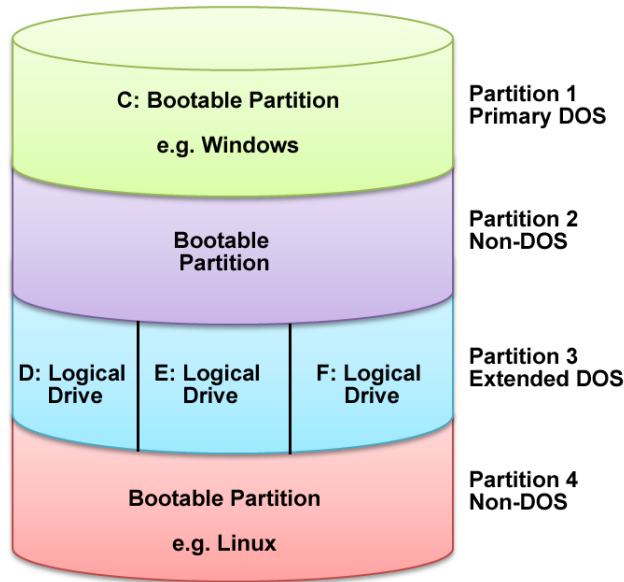 C: Bootable Partition
e.g. Windows
Partition 1
Primary DOS
Bootable
Partition
Partition 2
Non-DOS
D: Logical
Drive
E: Logical
Drive
F: Logical
Drive
Partition 3
Extended DOS
Bootable Partition
e.g. Linux
Partition 4
Non-DOS